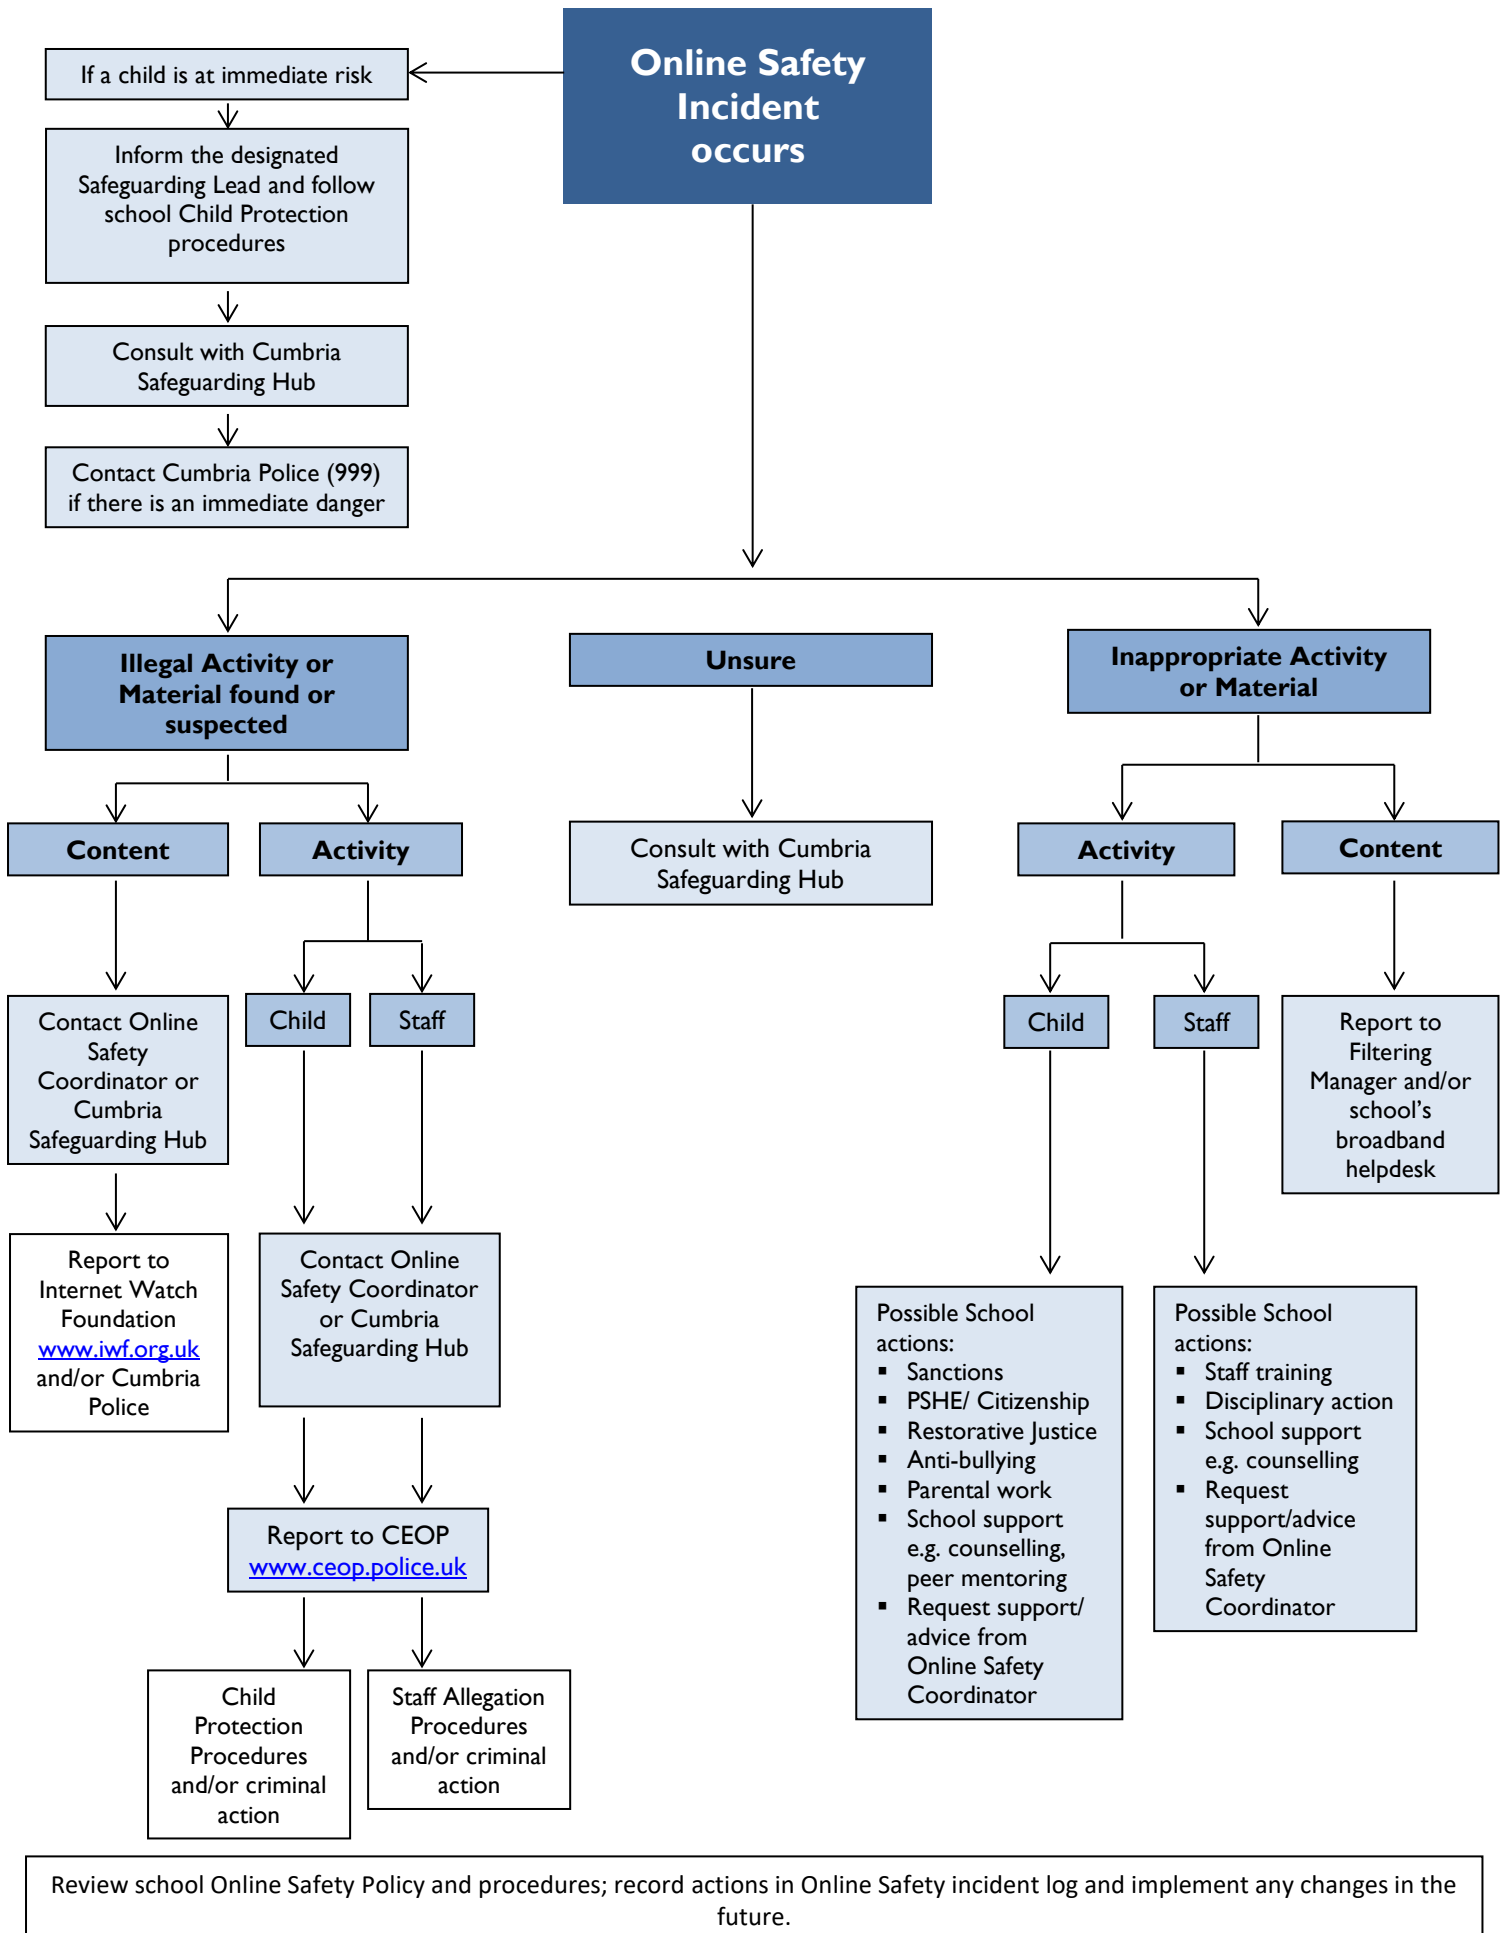 Online Safety
Incident
occurs
If a child is at immediate risk
Inform the designated
Safeguarding Lead and follow
school Child Protection
procedures
Consult with Cumbria
Safeguarding Hub
Contact Cumbria Police (999)
if there is an immediate danger
Illegal Activity or
Material found or
suspected
Unsure
Inappropriate Activity
or Material
Content
Activity
Consult with Cumbria
Safeguarding Hub
Activity
Content
Contact Online
Safety
Coordinator or
Cumbria
Safeguarding Hub
Child
Staff
Child
Staff
Report to
Filtering
Manager and/or
school’s
broadband
helpdesk
Report to
Internet Watch
Foundation
www.iwf.org.uk
and/or Cumbria
Police
Contact Online
Safety Coordinator
or Cumbria
Safeguarding Hub
Possible School
actions:
▪ Sanctions
▪ PSHE/ Citizenship
▪ Restorative Justice
▪ Anti-bullying
▪ Parental work
▪ School support
e.g. counselling,
peer mentoring
▪ Request support/
advice from
Online Safety
Coordinator
Possible School
actions:
▪ Staff training
▪ Disciplinary action
▪ School support
e.g. counselling
▪ Request
support/advice
from Online
Safety
Coordinator
Report to CEOP
www.ceop.police.uk
Child
Protection
Procedures
and/or criminal
action
Staff Allegation
Procedures
and/or criminal
action
Review school Online Safety Policy and procedures; record actions in Online Safety incident log and implement any changes in the
future.